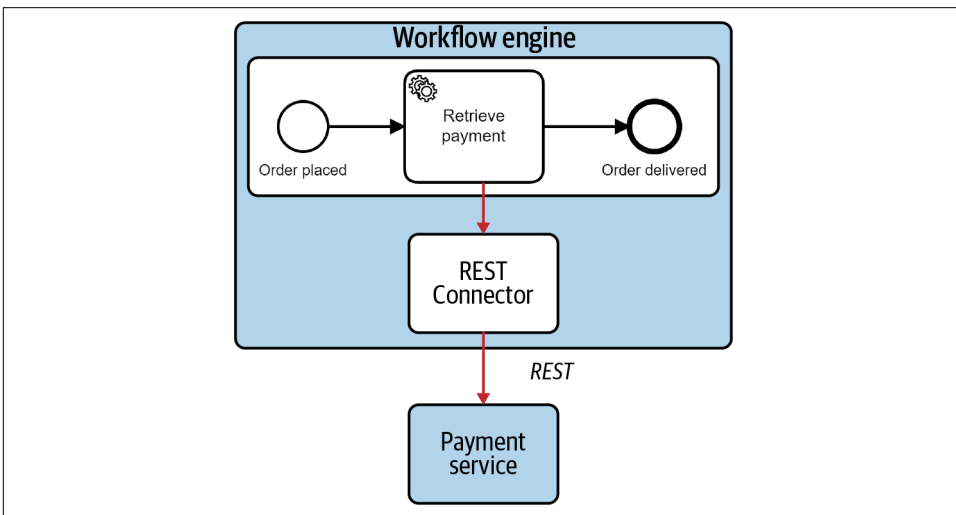 Workflow engine
Retrieve
payment
Order placed
Order delivered
REST
Connector
REST
Payment
service